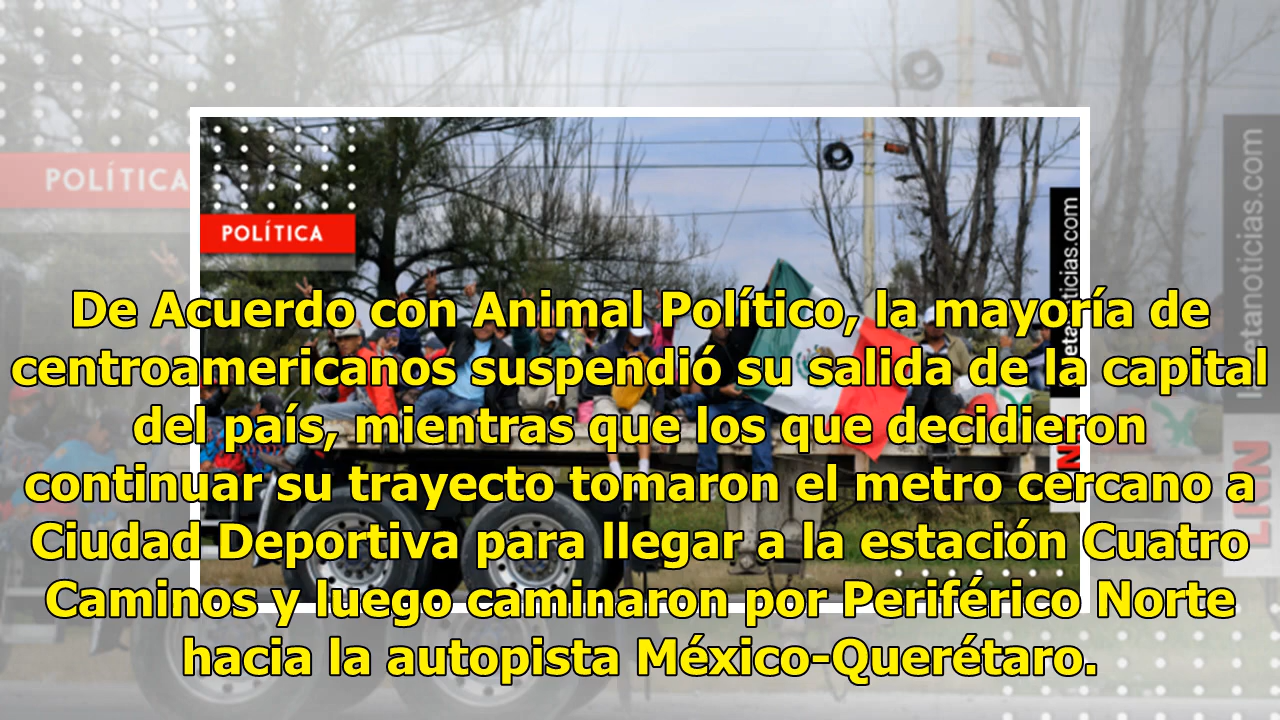 POLÍTICA
POLÍTICA
letanoticias.com
De Acuerdo con Animal Político, la mayoría de
centroamericanos suspendió su salida de la capital
del país, mientras que los que decidieron
continuar su trayecto tomaron el metro cercano a
Ciudad Deportiva para llegar a la estación Cuatro
Caminos y luego caminaron por Periférico Norte
hacia la autopista México-Querétaro.
LNN